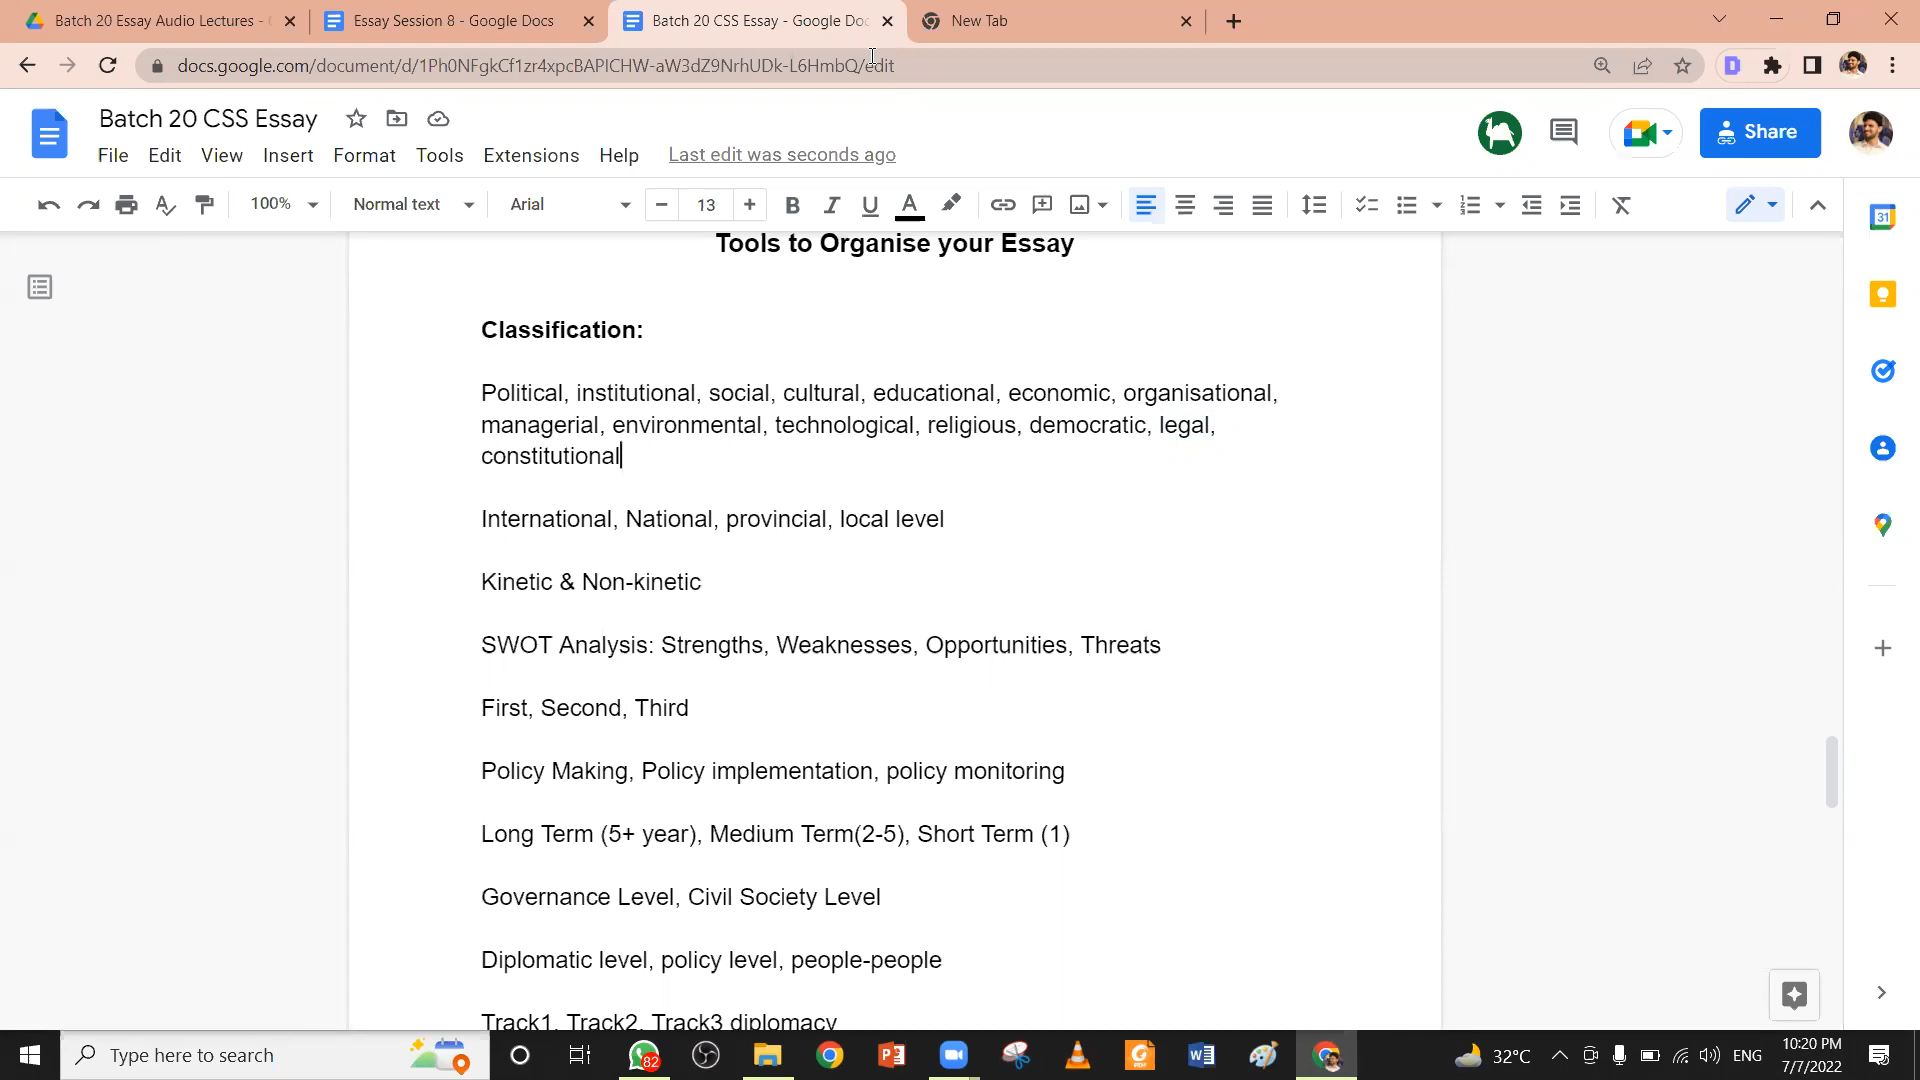 Batch 20 Essay Audio Lectures -
Essay Session 8 - Google Docs
Batch 20 CSS Essay - Google Doc
New Tab
docs.google.com/document/d/1Ph0NFgkCf1zr4xpcBAPICHW-aW3dZ9NrhUDk-L6HmbQ/edit
Batch 20 CSS Essay
Share
File Edit View Insert Format Tools Extensions Help Last edit was seconds ago
100% Normal text Arial 13
31
Tools to Organise your Essay
Classification:
Political, institutional, social, cultural, educational, economic, organisational,
managerial, environmental, technological, religious, democratic, legal,
constitutional
International, National, provincial, local level
Kinetic & Non-kinetic
SWOT Analysis: Strengths, Weaknesses, Opportunities, Threats
First, Second, Third
Policy Making, Policy implementation, policy monitoring
Long Term (5+ year), Medium Term(2-5), Short Term (1)
Governance Level, Civil Society Level
Diplomatic level, policy level, people-people
Track1, Track2, Track3 diplomacy
Type here to search
82
32°C
ENG
10:20 PM
7/7/2022